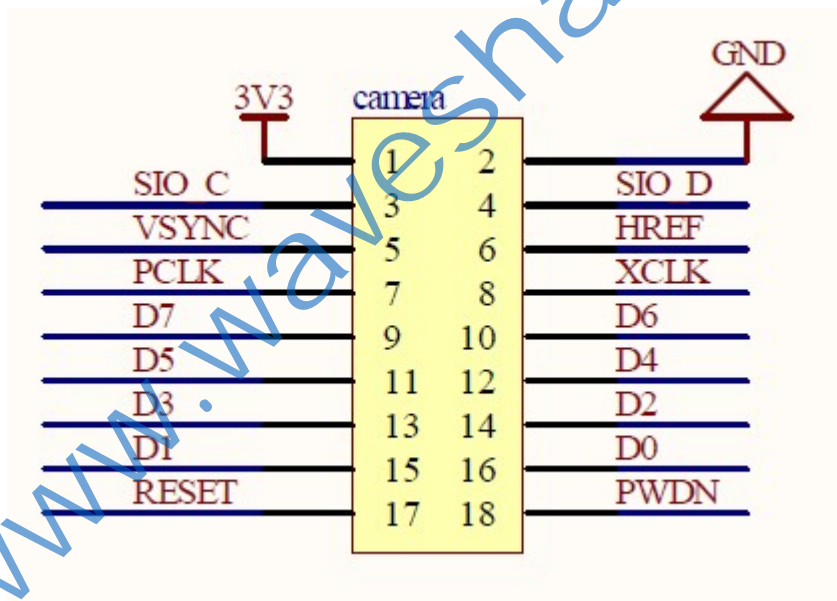 GND
3V3 camera
1 2
SIO_C SIO_D
3 4
VSYNC HREF
5 6
PCLK XCLK
7 8
D7 D6
9 10
D5 D4
11 12
D3 D2
13 14
D1 D0
15 16
RESET PWDN
17 18
www.wavesha